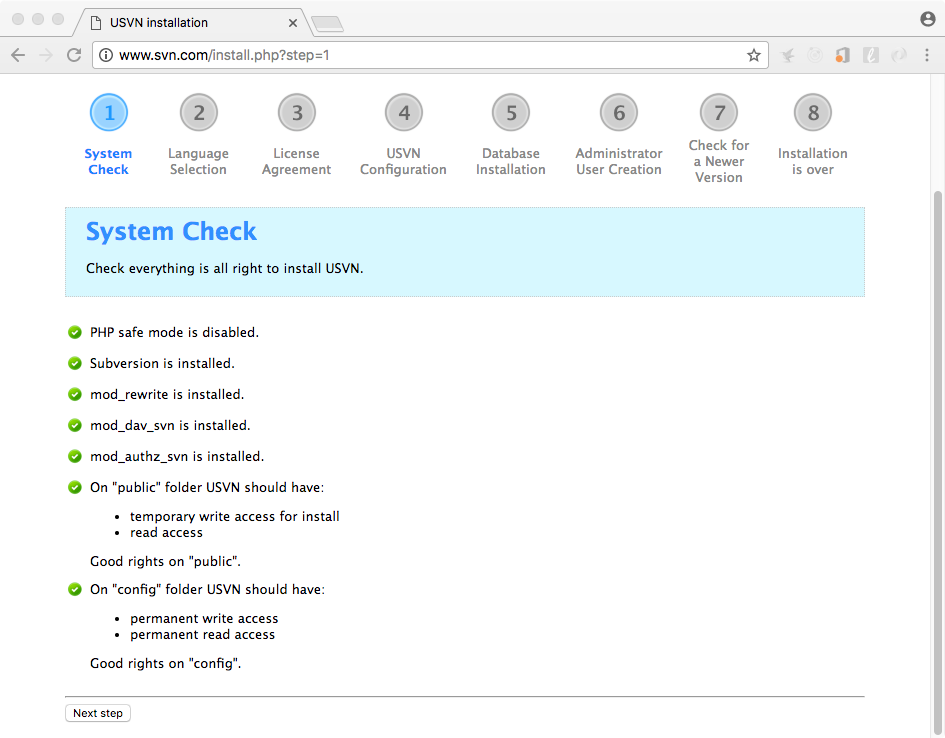 USVN installation
www.svn.com/install.php?step=1
1
2
3
4
5
6
7
8
System
Check
Language
Selection
License
Agreement
USVN
Configuration
Database
Installation
Administrator
User Creation
Check for
a Newer
Version
Installation
is over
System Check
Check everything is all right to install USVN.
PHP safe mode is disabled.
Subversion is installed.
mod_rewrite is installed.
mod_dav_svn is installed.
mod_authz_svn is installed.
On "public" folder USVN should have:
• temporary write access for install
• read access
Good rights on "public".
On "config" folder USVN should have:
• permanent write access
• permanent read access
Good rights on "config".
Next step